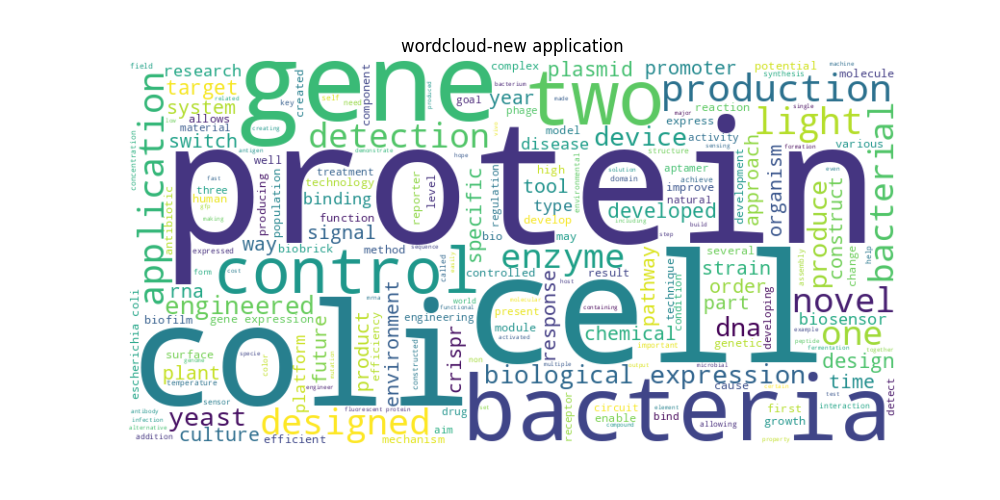 wordcloud-new application
field
research
target
system
allows
material
switch
gene
created
key
self
need
creating
component
complex
bacterium
goal
year
phage
produced
made
two
plasmid
promoter
potential
machine
synthesis
molecule
production
application
detection
antigen
demonstrate
hope
model
disease
device
express
activity
major
sensing
reaction
single
light
formation
various
even
bacterial
concentration
antibiotic
protein
well
fast
three
human
gfp
making
expressed
producing
population
treatment
technology
binding
function
signal
reporter
level
specific
regulation
high
tool
type
develop
bio
may
environmental
structure
aptamer
improve
natural
solution
domain
achieve
developed
including
build
step
development
approach
organism
produce
construct
change
help
assembly
way
biobrick
method
sequence
called
form
cost
rna
control
enzyme
controlled
result
host
several
strain
order
part
pathway
technique
condition
developing
novel
engineered
biofilm
gene expression
escherichia coli
future
product
efficiency
environment
engineering
constructed
functional
world
crispr
present
module
activated
response
containing
chemical
important
dna
genetic
biosensor
example
one
peptide
fermentation
together
design
coli
cell
surface
plant
temperature
sensor
specie
color
platform
engineer
multiple
microbial
biological expression
cause
time
yeast
antibody
infection
alternative
addition
culture
designed
efficient
fluorescent protein
mechanism
drug
aim
bacteria
compound
receptor
circuit
enable
element
bind
allowing
first
growth
test
interaction
detect
property